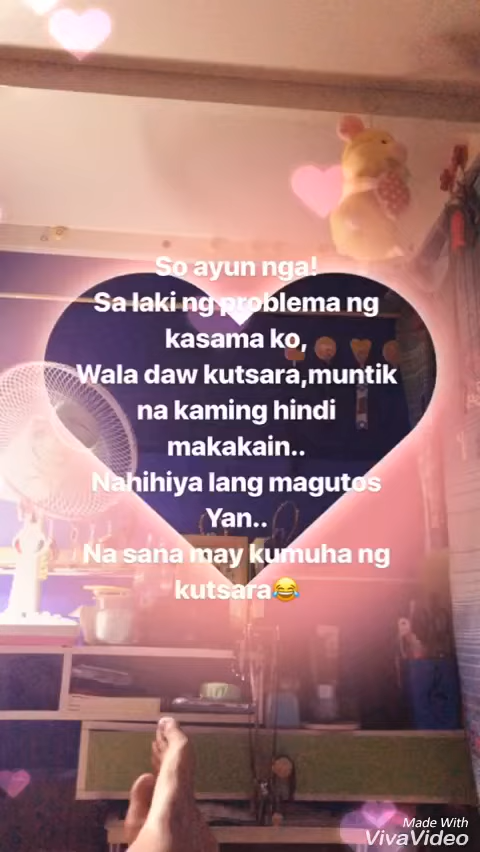 So ayun nga!
Sa laki ng problema ng
kasama ko,
Wala daw kutsara,muntik
na kaming hindi
makakain..
Nahihiya lang magutos
Yan..
Na sana may kumuha ng
kutsara😂
Made With
VivaVideo